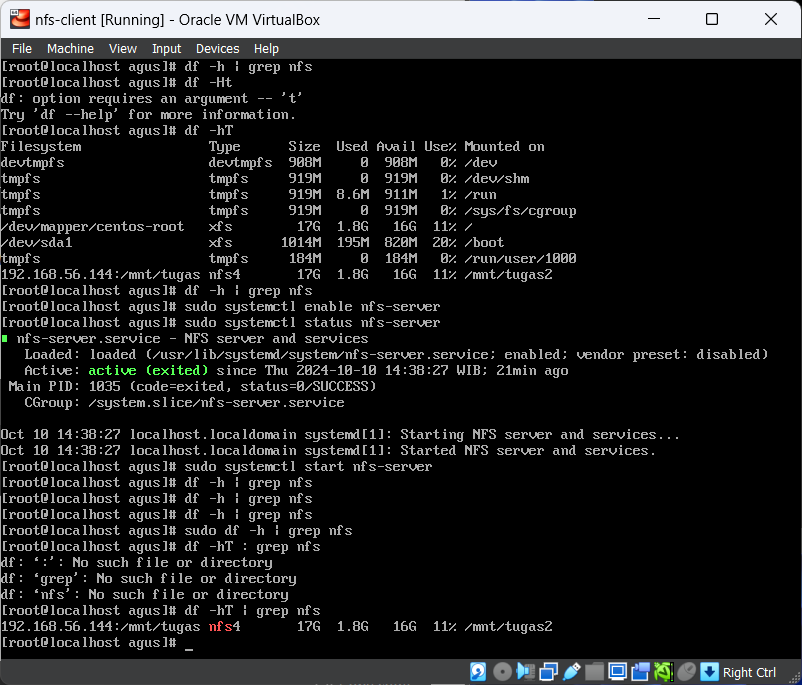 nfs-client [Running] - Oracle VM VirtualBox
File Machine View Input Devices Help
[root@localhost agus]# df -h | grep nfs
[root@localhost agus]# df -Ht
df: option requires an argument -- 't'
Try 'df --help' for more information.
[root@localhost agus]# df -hT
Filesystem Type Size Used Avail Use% Mounted on
devtmpfs devtmpfs 908M 0 908M 0% /dev
tmpfs tmpfs 919M 0 919M 0% /dev/shm
tmpfs tmpfs 919M 8.6M 911M 1% /run
tmpfs tmpfs 919M 0 919M 0% /sys/fs/cgroup
/dev/mapper/centos-root xfs 17G 1.8G 16G 11% /
/dev/sda1 xfs 1014M 195M 820M 20% /boot
tmpfs tmpfs 184M 0 184M 0% /run/user/1000
192.168.56.144:/mnt/tugas nfs4 17G 1.8G 16G 11% /mnt/tugas2
[root@localhost agus]# df -h | grep nfs
[root@localhost agus]# sudo systemctl enable nfs-server
[root@localhost agus]# sudo systemctl status nfs-server
nfs-server.service - NFS server and services
Loaded: loaded (/usr/lib/systemd/system/nfs-server.service; enabled; vendor preset: disabled)
Active: active (exited) since Thu 2024-10-10 14:38:27 WIB; 21min ago
Main PID: 1035 (code=exited, status=0/SUCCESS)
CGroup: /system.slice/nfs-server.service
Oct 10 14:38:27 localhost.localdomain systemd[1]: Starting NFS server and services...
Oct 10 14:38:27 localhost.localdomain systemd[1]: Started NFS server and services.
[root@localhost agus]# sudo systemctl start nfs-server
[root@localhost agus]# df -h | grep nfs
[root@localhost agus]# df -h | grep nfs
[root@localhost agus]# df -h | grep nfs
[root@localhost agus]# sudo df -h | grep nfs
[root@localhost agus]# df -hT : grep nfs
df: ‘:’: No such file or directory
df: ‘grep’: No such file or directory
df: ‘nfs’: No such file or directory
[root@localhost agus]# df -hT | grep nfs
192.168.56.144:/mnt/tugas nfs4 17G 1.8G 16G 11% /mnt/tugas2
[root@localhost agus]# _
Right Ctrl